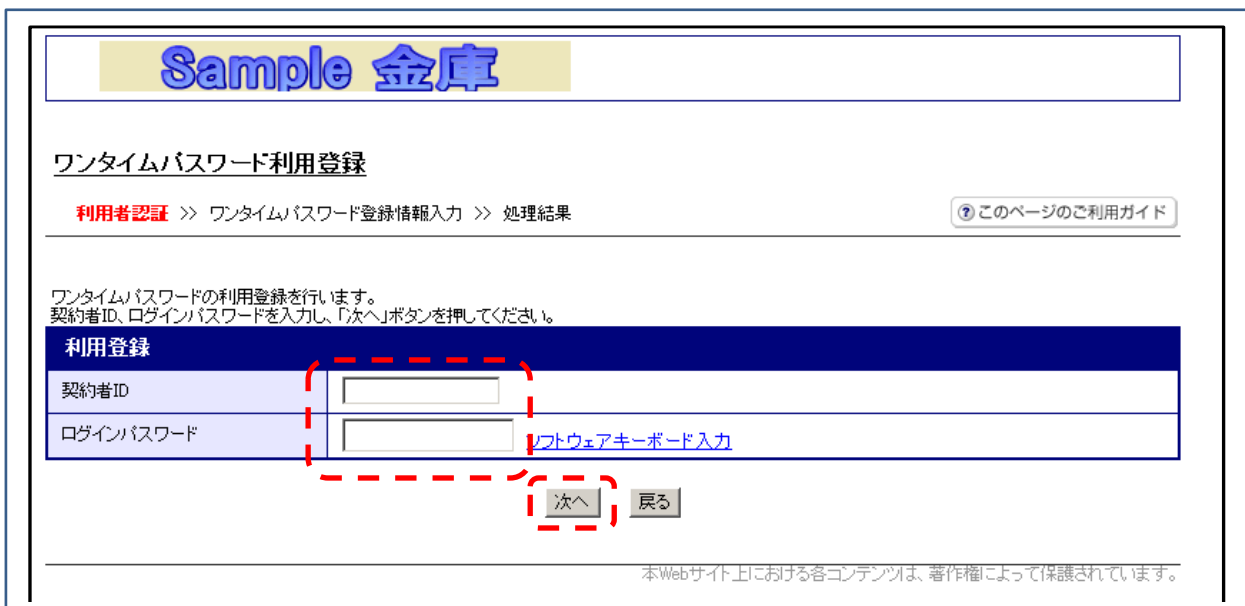 Sample 金庫
ワンタイムパスワード利用登録
利用者認証 >> ワンタイムパスワード登録情報入力 >> 処理結果
? このページのご利用ガイド
ワンタイムパスワードの利用登録を行います。
契約者ID、ログインパスワードを入力し、「次へ」ボタンを押してください。
利用登録
契約者ID
ログインパスワード ソフトウェアキーボード入力
次へ 戻る
本Webサイト上における各コンテンツは、著作権によって保護されています。